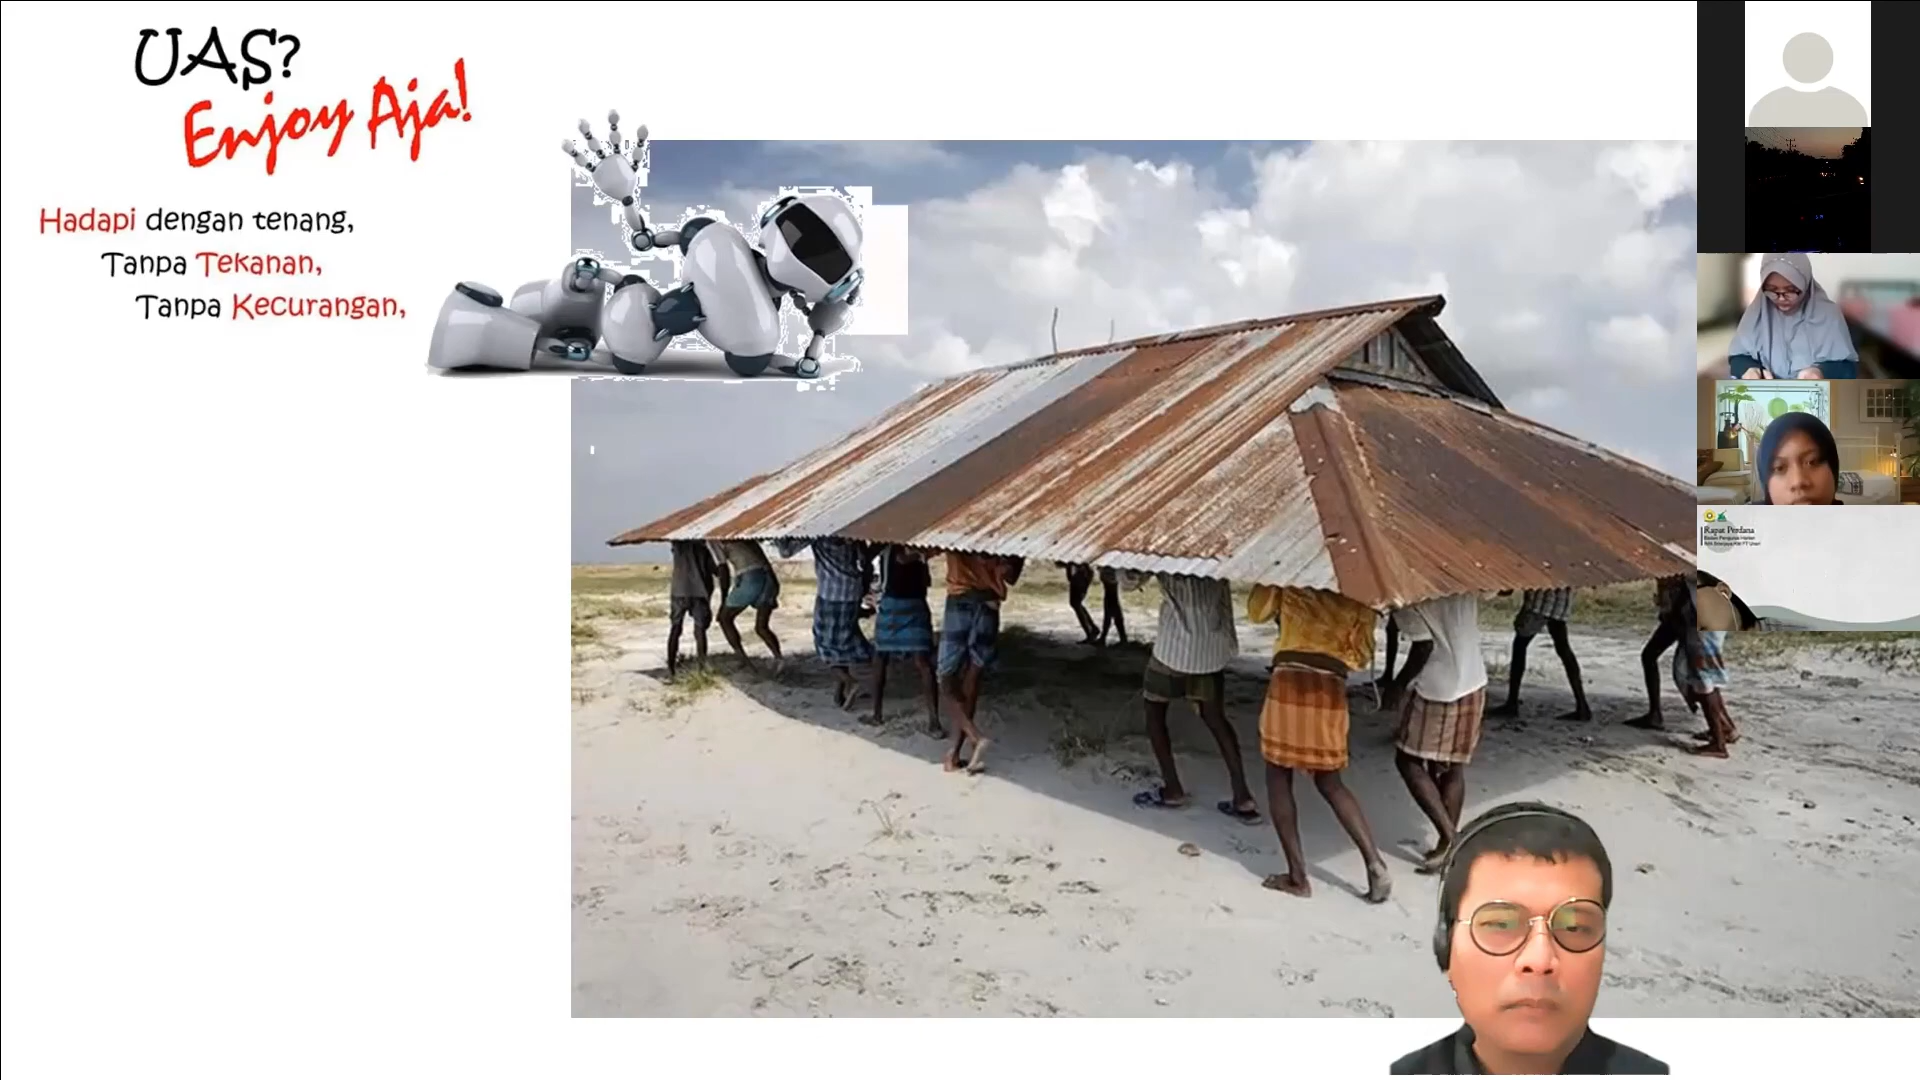 UAS?
Enjoy Aja!
Hadapi dengan tenang,
Tanpa Tekanan,
Tanpa Kecurangan,
Rapat Perdana